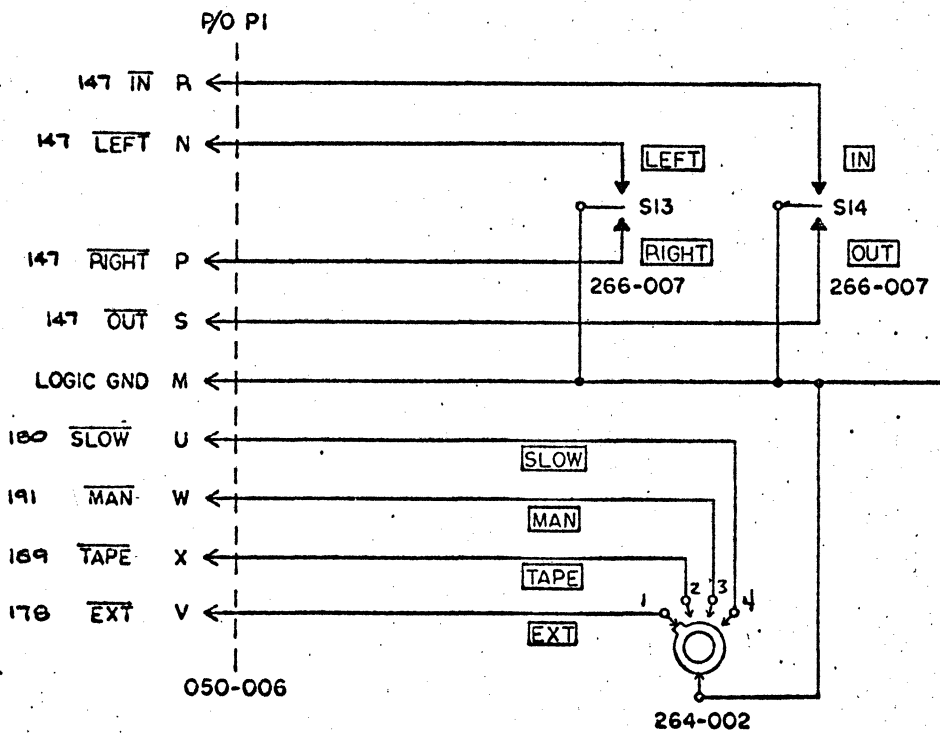 P/O P1
147 IN R
147 LEFT N
LEFT
IN
S13
S14
147 RIGHT P
RIGHT
OUT
266-007
266-007
147 OUT S
LOGIC GND M
180 SLOW U
SLOW
191 MAN W
MAN
189 TAPE X
TAPE
1 2 3 4
178 EXT V
EXT
050-006
264-002